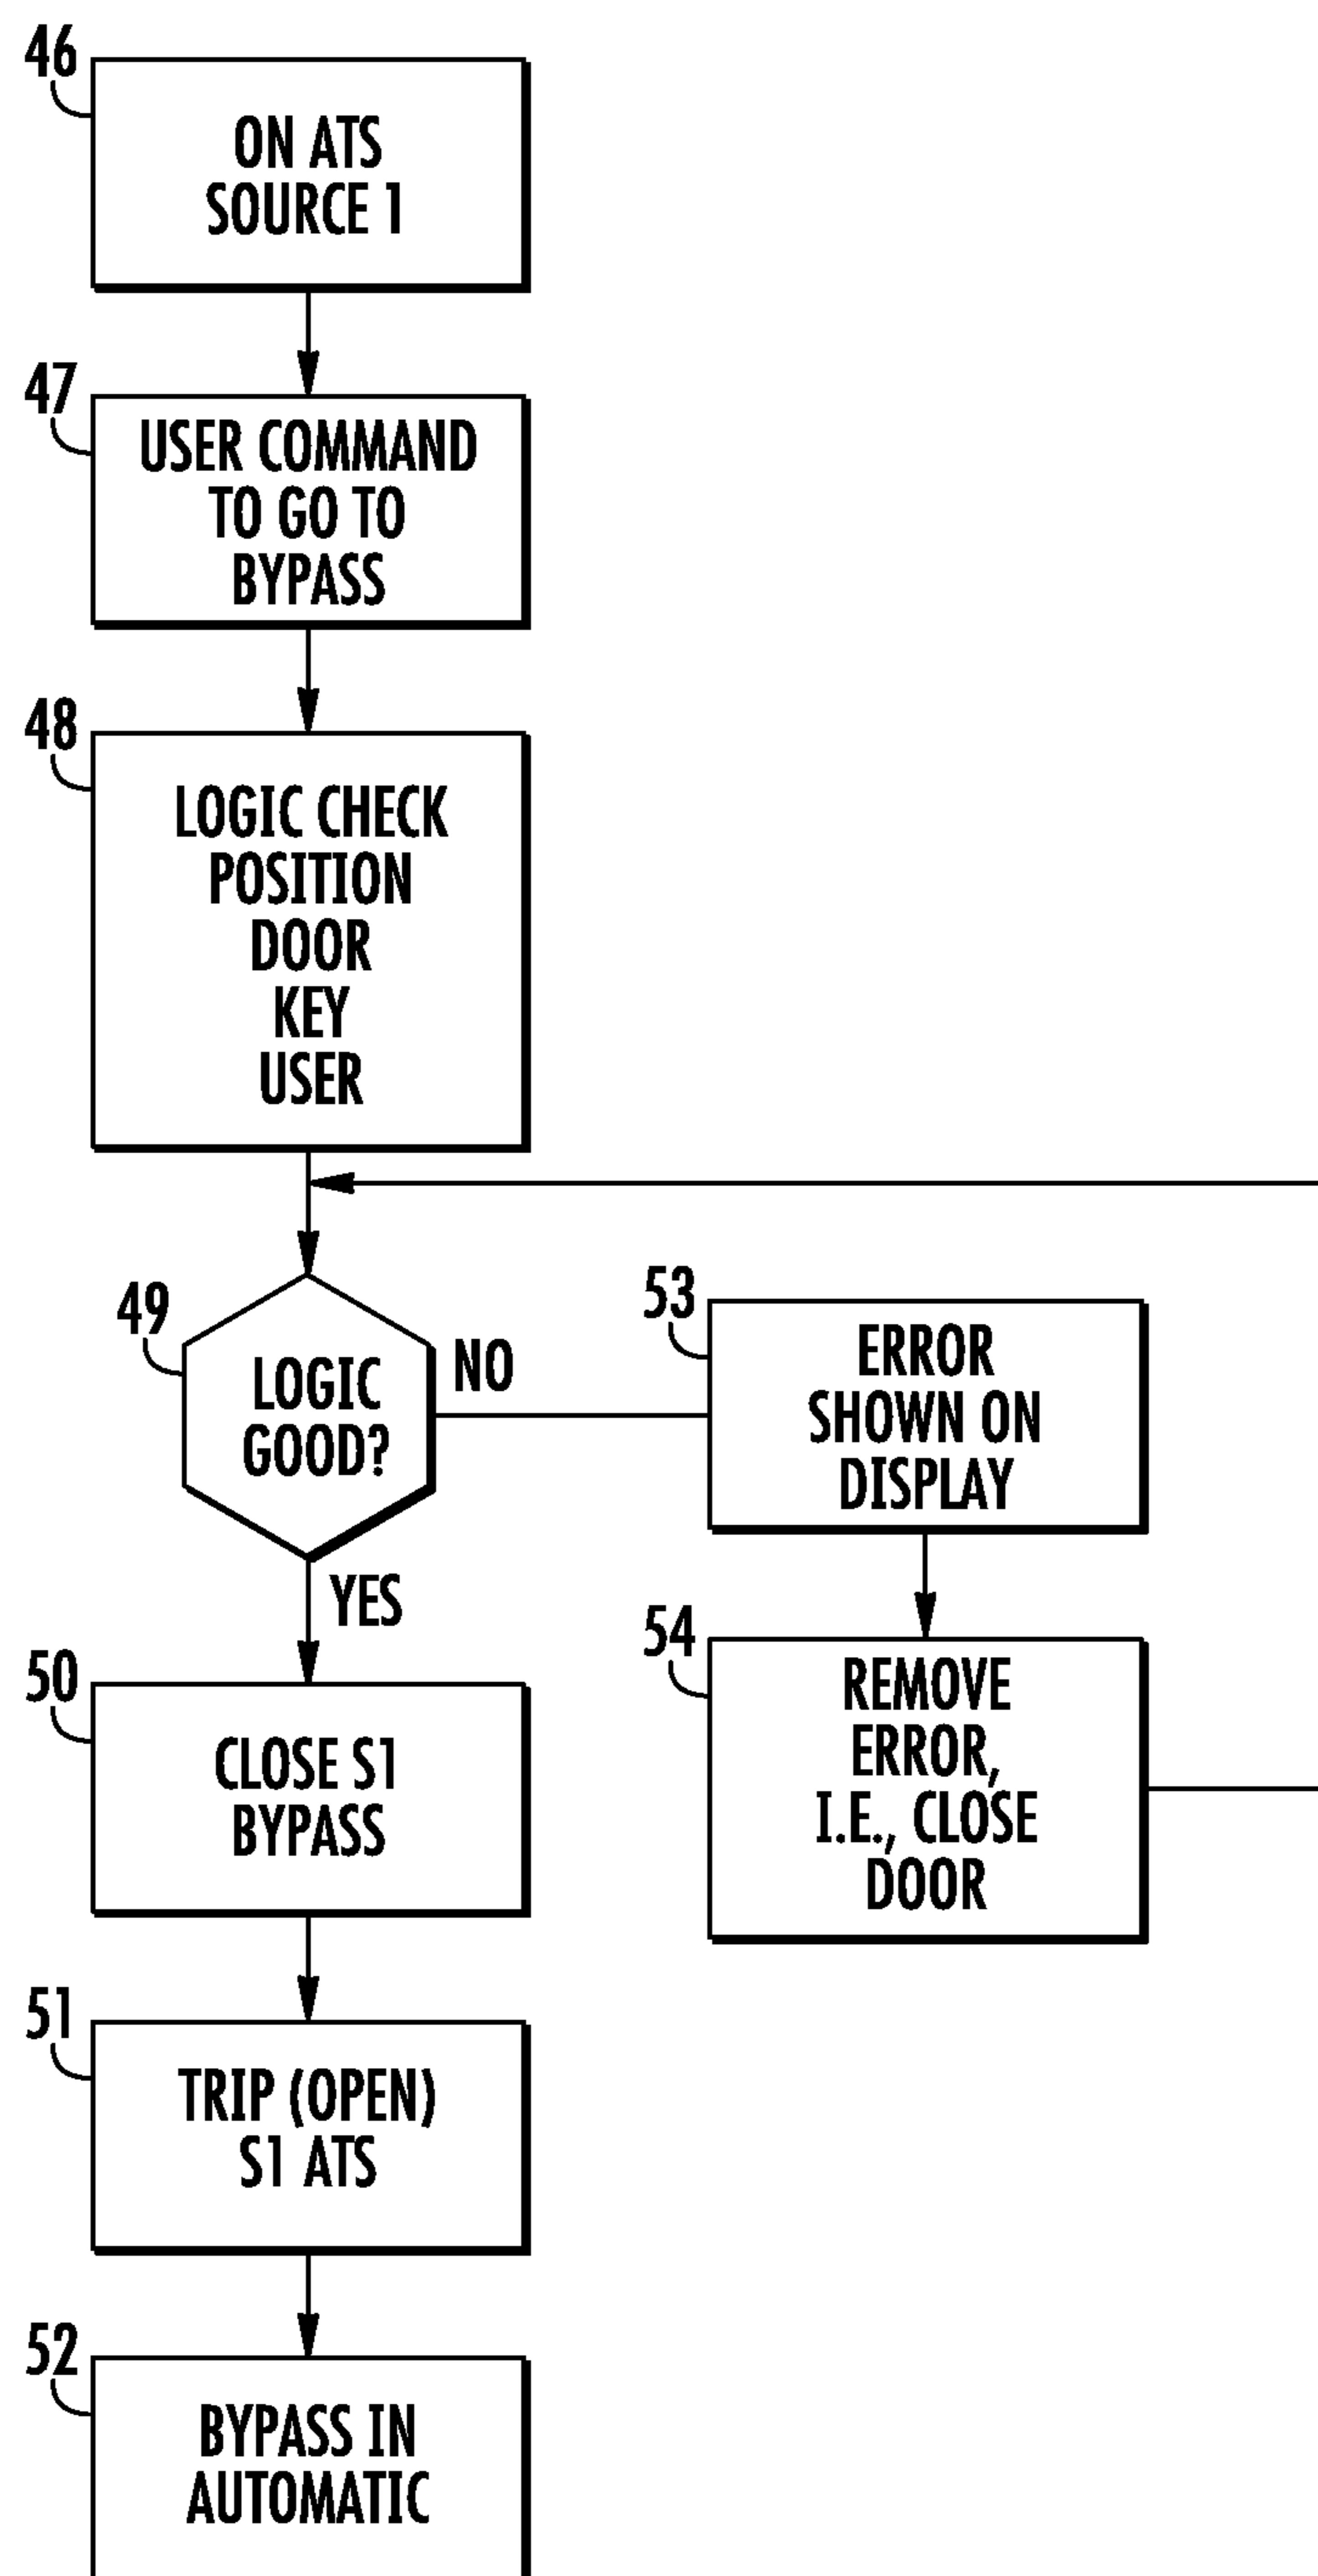 46
ON ATS
SOURCE 1
47
USER COMMAND
TO GO TO
BYPASS
48
LOGIC CHECK
POSITION
DOOR
KEY
USER
49
LOGIC
GOOD?
NO
YES
53
ERROR
SHOWN ON
DISPLAY
54
REMOVE
ERROR,
I.E., CLOSE
DOOR
50
CLOSE S1
BYPASS
51
TRIP (OPEN)
S1 ATS
52
BYPASS IN
AUTOMATIC